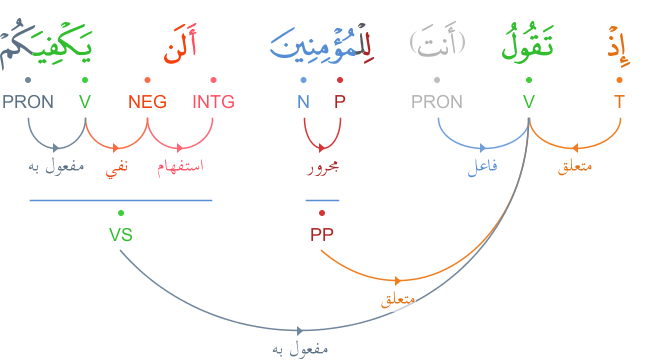 إِذْ تَقُولُ (أَنتَ) لِلْمُؤْمِنِينَ أَلَن يَكْفِيَكُمْ
T V PRON P N INTG NEG V PRON
متعلق فاعل مجرور استفهام نفي مفعول به
PP VS
متعلق
مفعول به